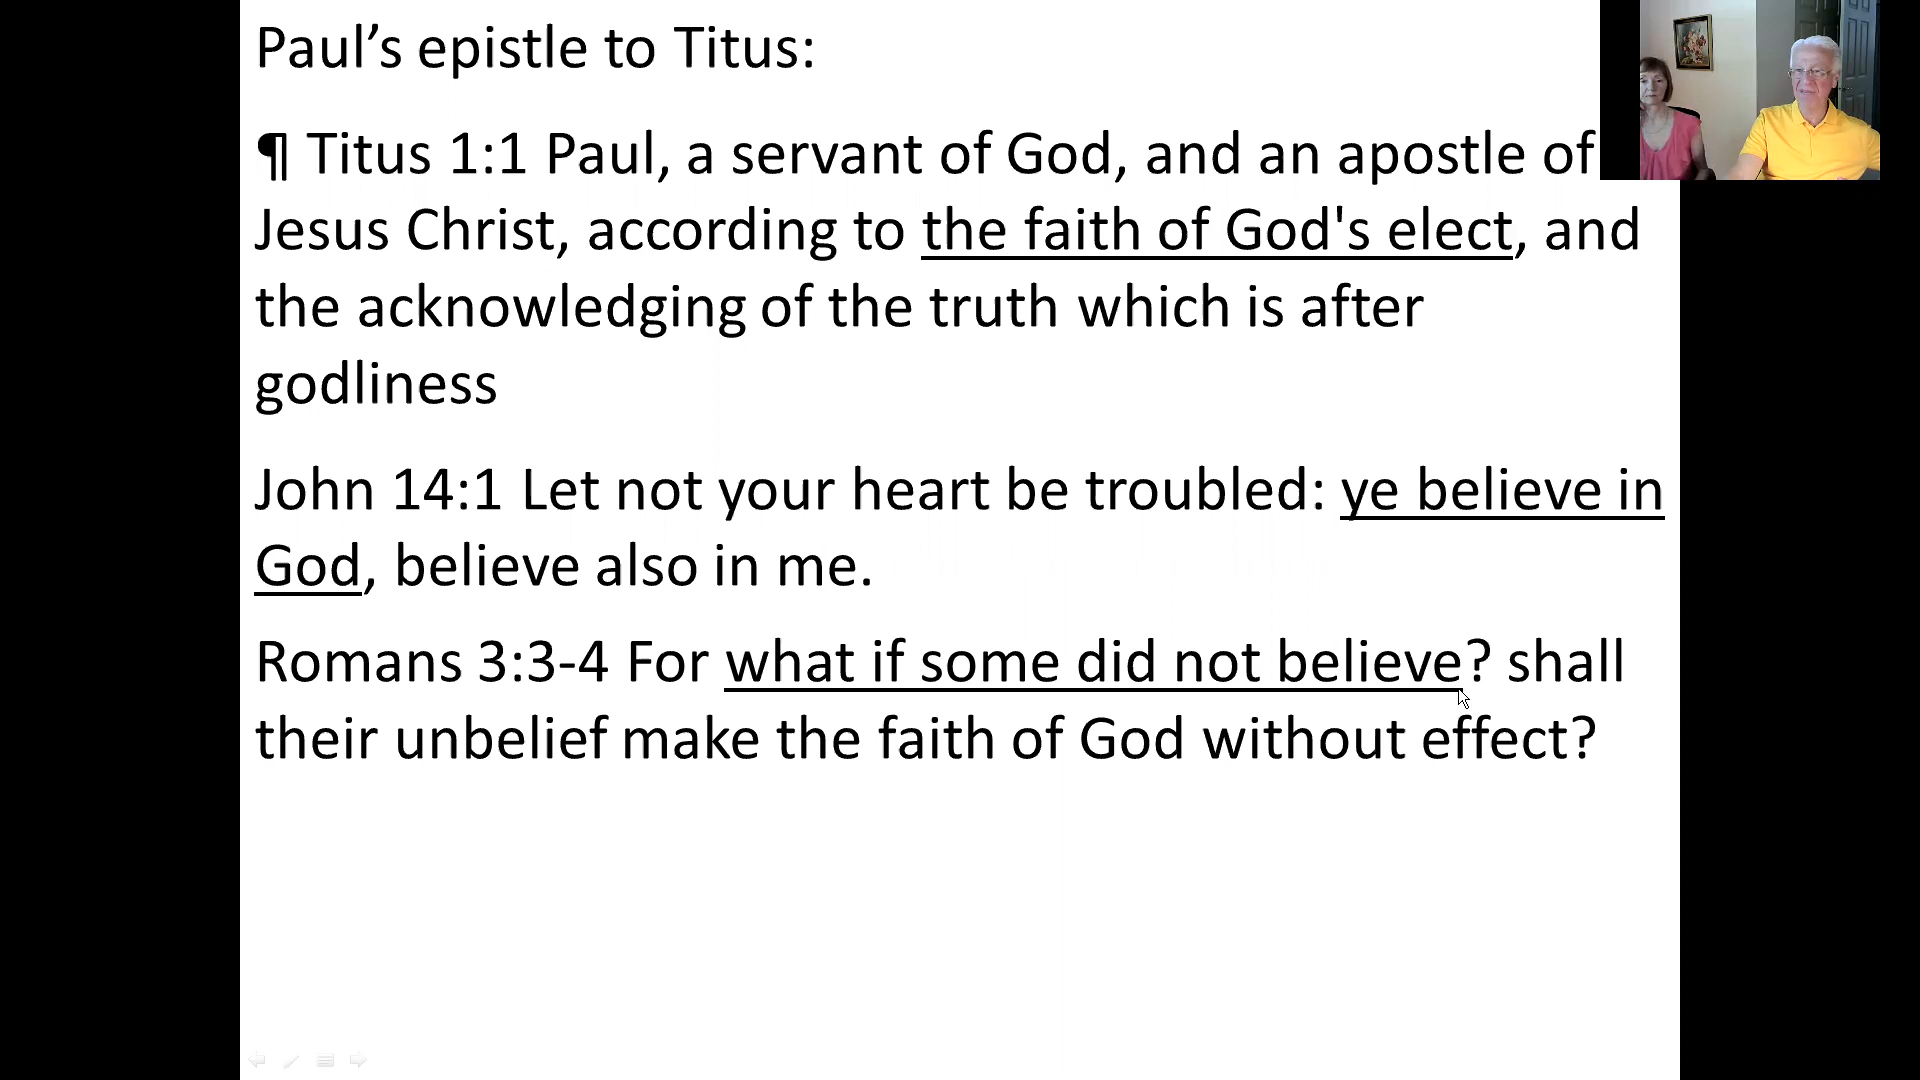 Paul’s epistle to Titus:
¶ Titus 1:1 Paul, a servant of God, and an apostle of
Jesus Christ, according to the faith of God's elect, and
the acknowledging of the truth which is after
godliness
John 14:1 Let not your heart be troubled: ye believe in
God, believe also in me.
Romans 3:3-4 For what if some did not believe? shall
their unbelief make the faith of God without effect?